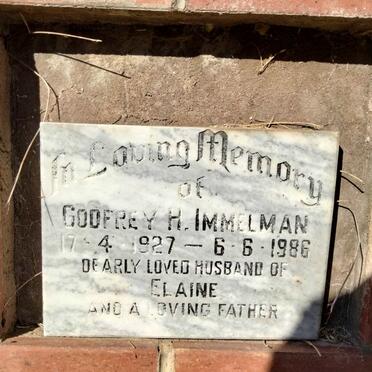 In Loving Memory
of
GODFREY H. IMMELMAN
17-4 1927 - 6-6-1986
DEARLY LOVED HUSBAND OF
ELAINE
AND A LOVING FATHER